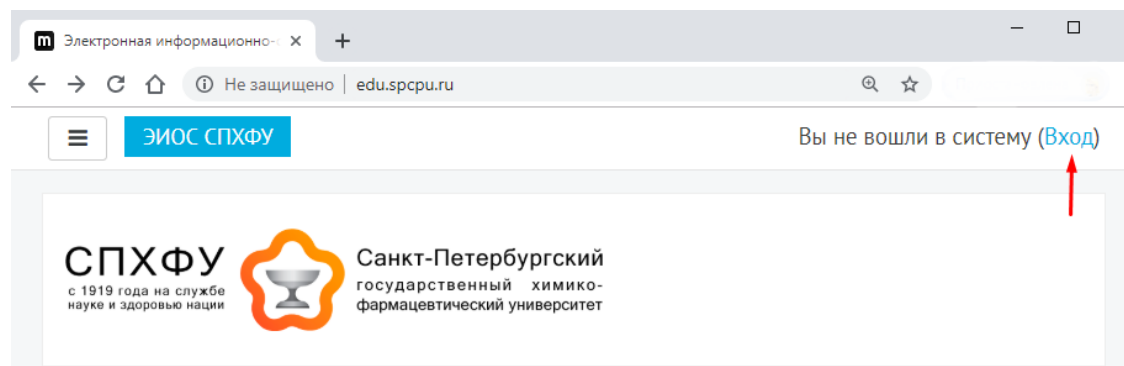 Электронная информационно-
Не защищено | edu.spcpu.ru
ЭИОС СПХФУ
Вы не вошли в систему (Вход)
СПХФУ
с 1919 года на службе
науке и здоровью нации
Санкт-Петербургский
государственный химико-
фармацевтический университет